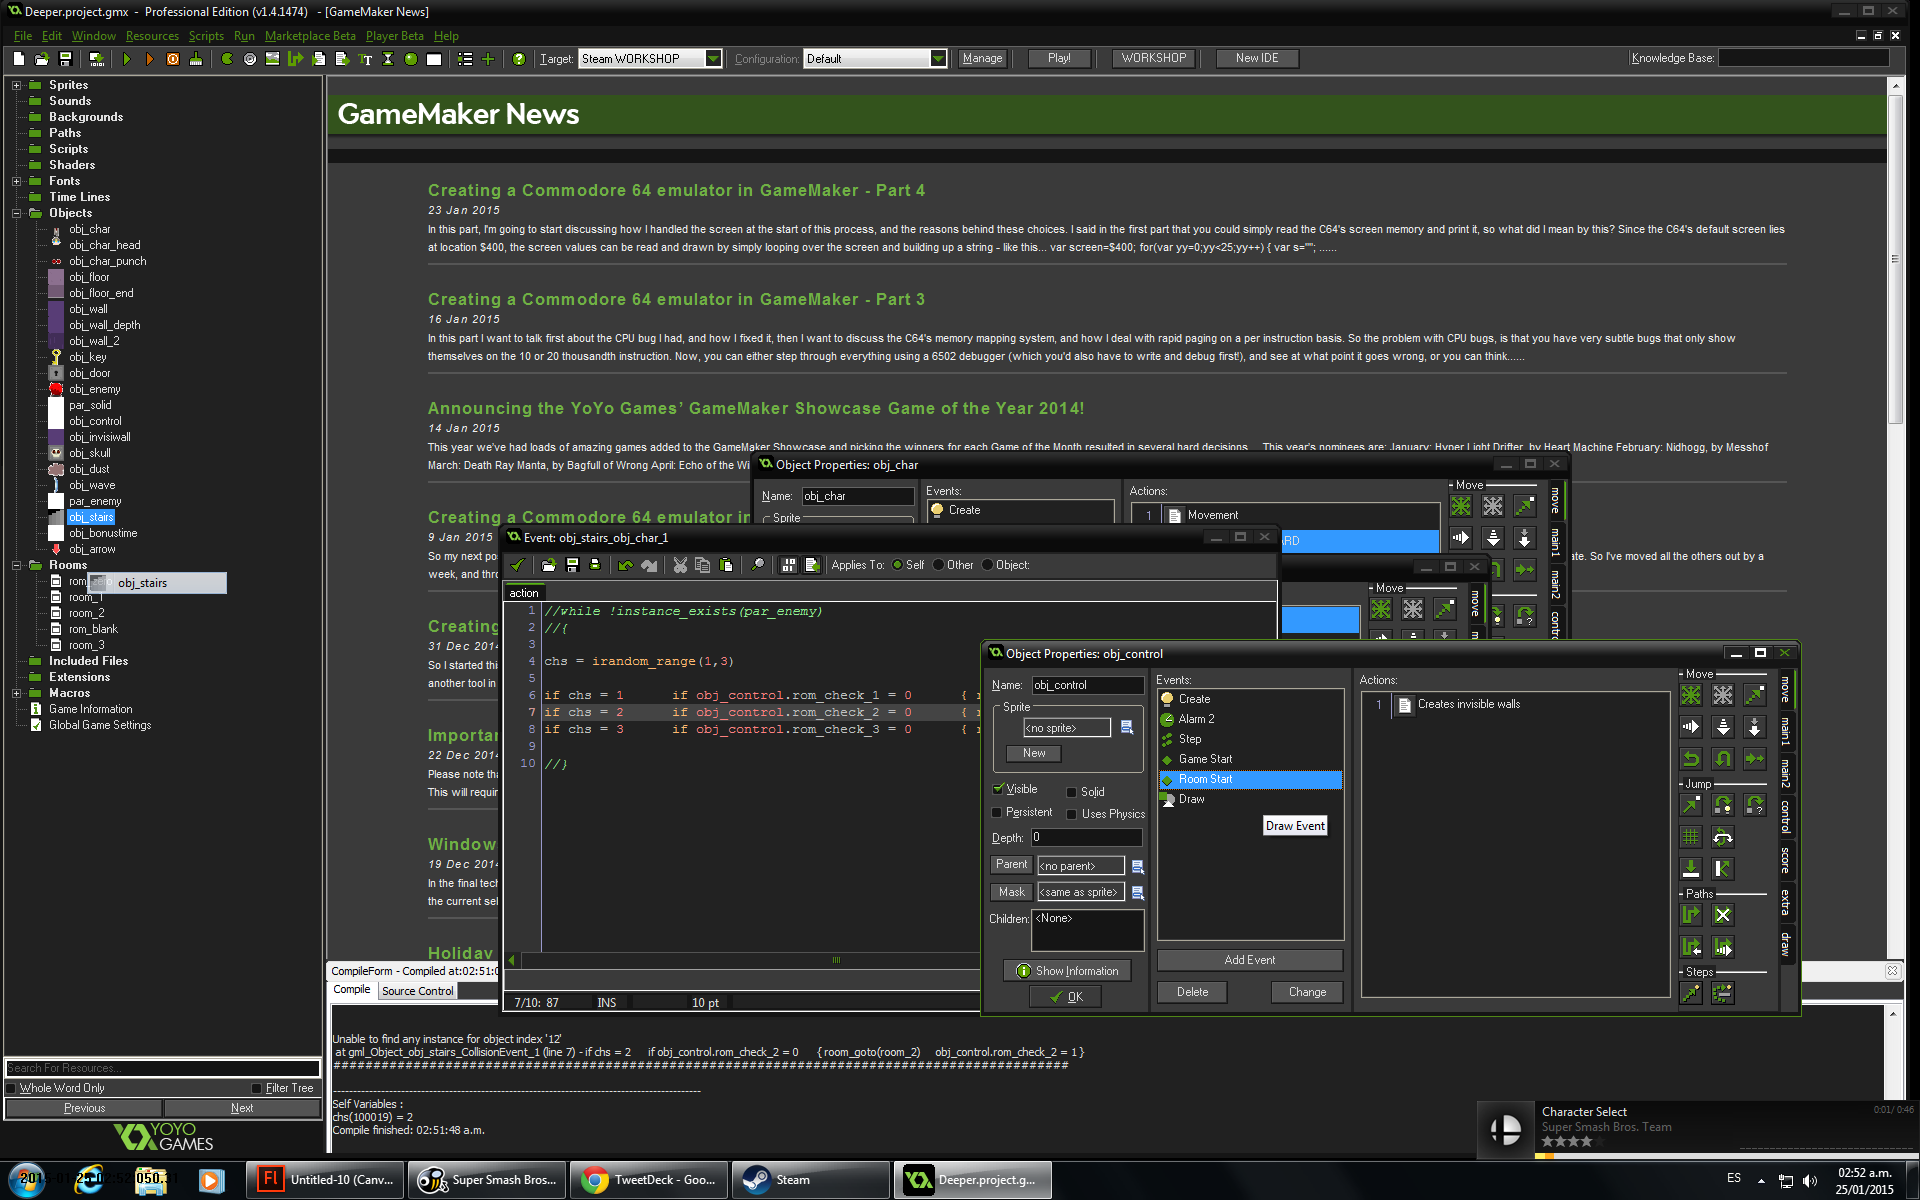 Deeper.project.gmx - Professional Edition (v1.4.1474) - [GameMaker News]
File Edit Window Resources Scripts Run Marketplace Beta Player Beta Help
Target: Steam WORKSHOP Configuration: Default Manage Play! WORKSHOP New IDE Knowledge Base:
Sprites
Sounds
Backgrounds
Paths
Scripts
Shaders
Fonts
Time Lines
Objects
obj_char
obj_char_head
obj_char_punch
obj_floor
obj_floor_end
obj_wall
obj_wall_depth
obj_wall_2
obj_key
obj_door
obj_enemy
par_solid
obj_control
obj_invisiwall
obj_skull
obj_dust
obj_wave
par_enemy
obj_stairs
obj_bonustime
obj_arrow
Rooms
obj_stairs
room_1
room_2
rom_blank
room_3
Included Files
Extensions
Macros
Game Information
Global Game Settings
Search For Resources...
Whole Word Only Filter Tree
Previous Next
YOYO
GAMES
GameMaker News
Creating a Commodore 64 emulator in GameMaker - Part 4
23 Jan 2015
In this part, I'm going to start discussing how I handled the screen at the start of this process, and the reasons behind these choices. I said in the first part that you could simply read the C64's screen memory and print it, so what did I mean by this? Since the C64's default screen lies
at location $400, the screen values can be read and drawn by simply looping over the screen and building up a string - like this... var screen=$400; for(var yy=0;yy<25;yy++) { var s=""; ......
Creating a Commodore 64 emulator in GameMaker - Part 3
16 Jan 2015
In this part I want to talk first about the CPU bug I had, and how I fixed it, then I want to discuss the C64's memory mapping system, and how I deal with rapid paging on a per instruction basis. So the problem with CPU bugs, is that you have very subtle bugs that only show
themselves on the 10 or 20 thousandth instruction. Now, you can either step through everything using a 6502 debugger (which you'd also have to write and debug first!), and see at what point it goes wrong, or you can think......
Announcing the YoYo Games' GameMaker Showcase Game of the Year 2014!
14 Jan 2015
This year we've had loads of amazing games added to the GameMaker Showcase and picking the winners for each Game of the Month resulted in several hard decisions. This year's nominees are: January: Hyper Light Drifter, by Heart Machine February: Nidhogg, by Messhof
March: Death Ray Manta, by Bagfull of Wrong April: Echo of the Wi
Creating a Commodore 64 emulator in
9 Jan 2015
So my next po
ate. So I've moved all the others out by a
week, and thr
Creating
31 Dec 2014
So I started this
another tool in
Importan
22 Dec 2014
Please note tha
This will requir
Window
19 Dec 2014
In the final tech
the current sel
Holiday
Object Properties: obj_char
Name: obj_char
Sprite
Events:
Create
Actions:
1 Movement
ARD
Move
move main1 main2 contro
Move
move
Event: obj_stairs_obj_char_1
Applies To: Self Other Object:
action
1 //while !instance_exists(par_enemy)
2 //{
3
4 chs = irandom_range(1,3)
5
6 if chs = 1 if obj_control.rom_check_1 = 0 { r
7 if chs = 2 if obj_control.rom_check_2 = 0 { r
8 if chs = 3 if obj_control.rom_check_3 = 0 { r
9
10 //}
7/10: 87 INS 10 pt
Object Properties: obj_control
Name: obj_control
Sprite
<no sprite>
New
Visible Solid
Persistent Uses Physics
Depth: 0
Parent <no parent>
Mask <same as sprite>
Children: <None>
Show Information
OK
Events:
Create
Alarm 2
Step
Game Start
Room Start
Draw
Draw Event
Add Event
Delete Change
Actions:
1 Creates invisible walls
Move
Jump
Paths
Steps
move
main1
main2
control
score
extra
draw
CompileForm - Compiled at:02:51:0
Compile Source Control
Unable to find any instance for object index '12'
at gml_Object_obj_stairs_CollisionEvent_1 (line 7) - if chs = 2 if obj_control.rom_check_2 = 0 { room_goto(room_2) obj_control.rom_check_2 = 1 }
Self Variables :
chs(100019) = 2
Compile finished: 02:51:48 a.m.
Character Select
Super Smash Bros. Team
0:01 / 0:46
Untitled-10 (Canv...
Super Smash Bros...
TweetDeck - Goo...
Steam
Deeper.project.g...
ES
02:52 a.m.
25/01/2015